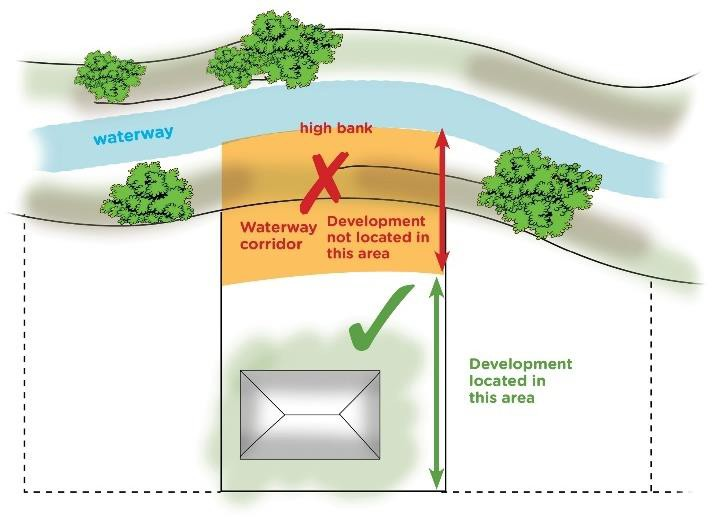 waterway
high bank
Waterway
corridor
Development
not located in
this area
Development
located in
this area